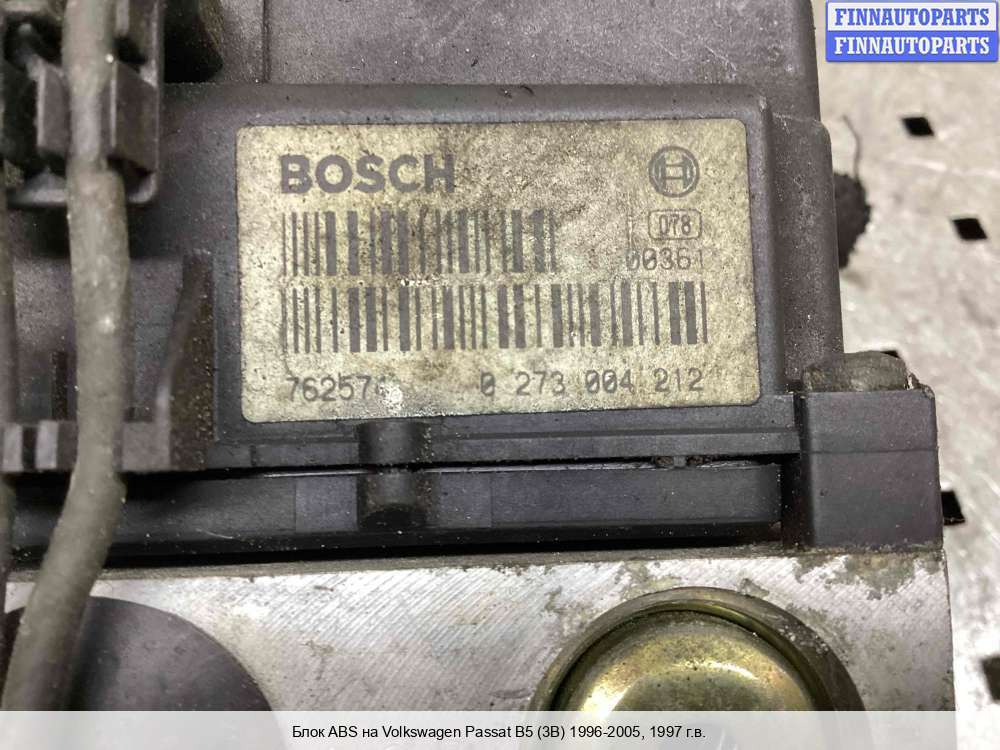 FINNAUTOPARTS
FINNAUTOPARTS
BOSCH
078
00361
0 273 004 212
Блок ABS на Volkswagen Passat B5 (3B) 1996-2005, 1997 г.в.